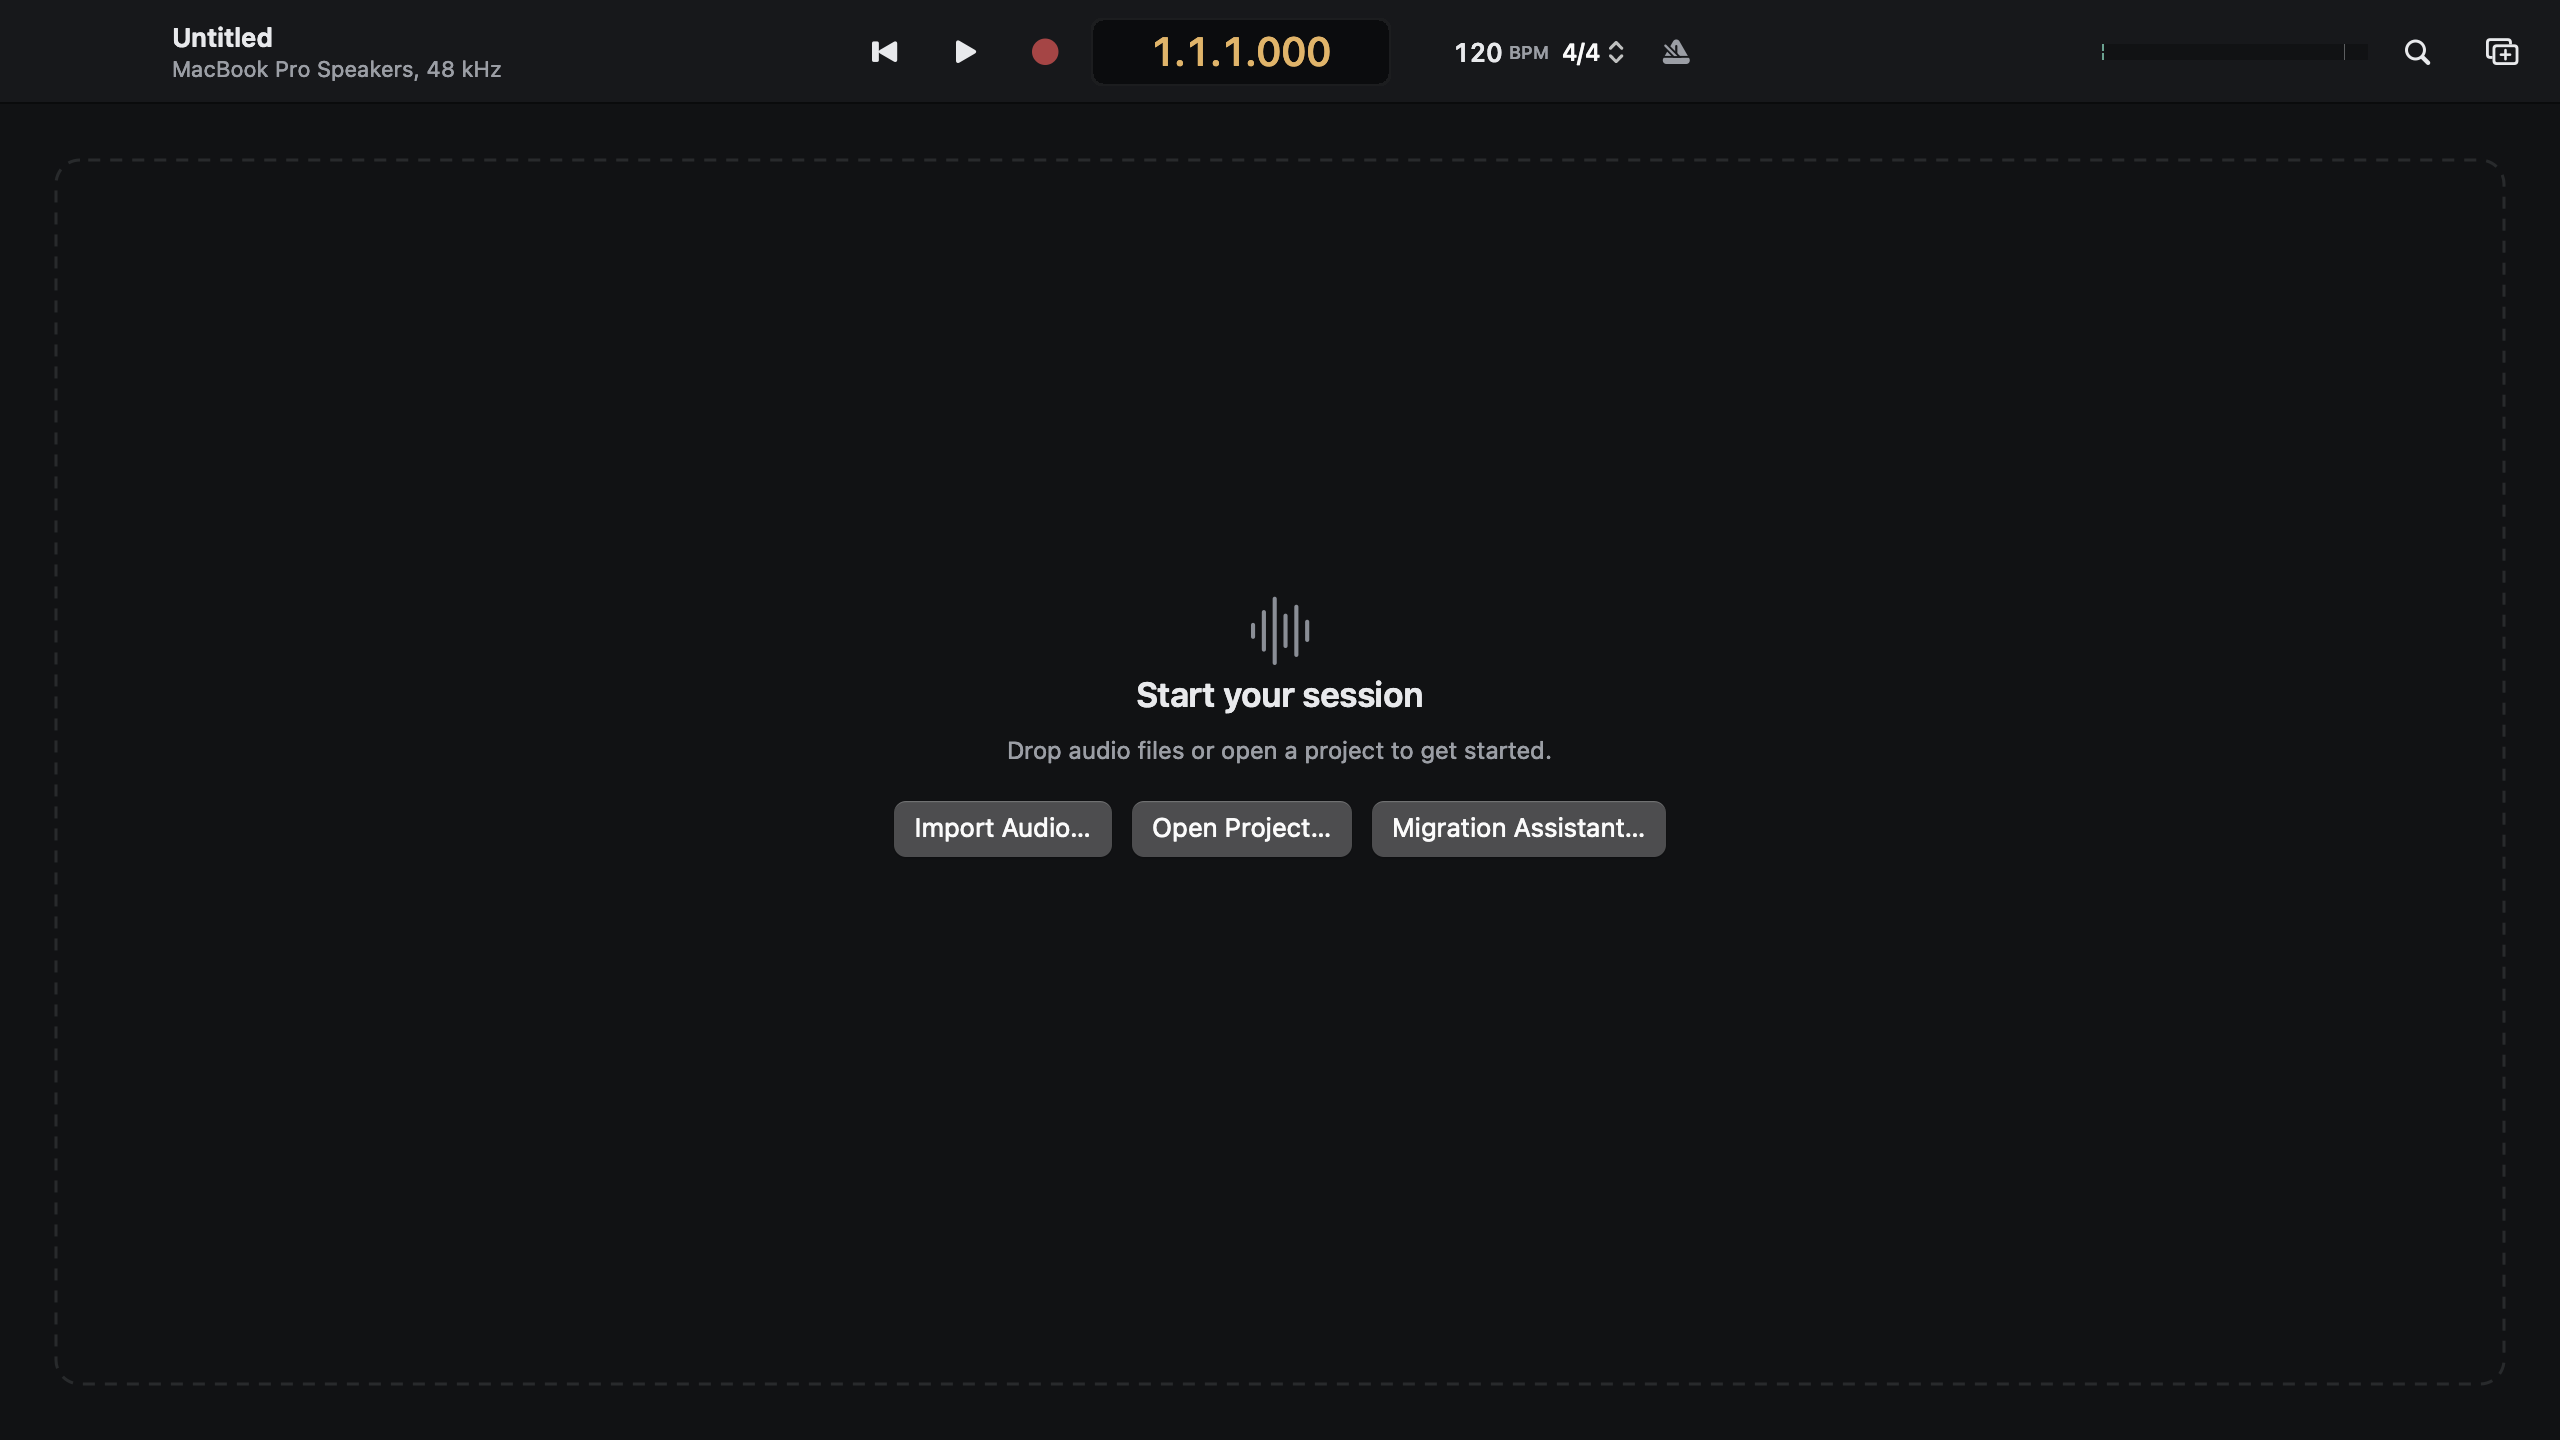 Untitled
MacBook Pro Speakers, 48 kHz
1.1.1.000
120 BPM 4/4
Start your session
Drop audio files or open a project to get started.
Import Audio...
Open Project...
Migration Assistant...